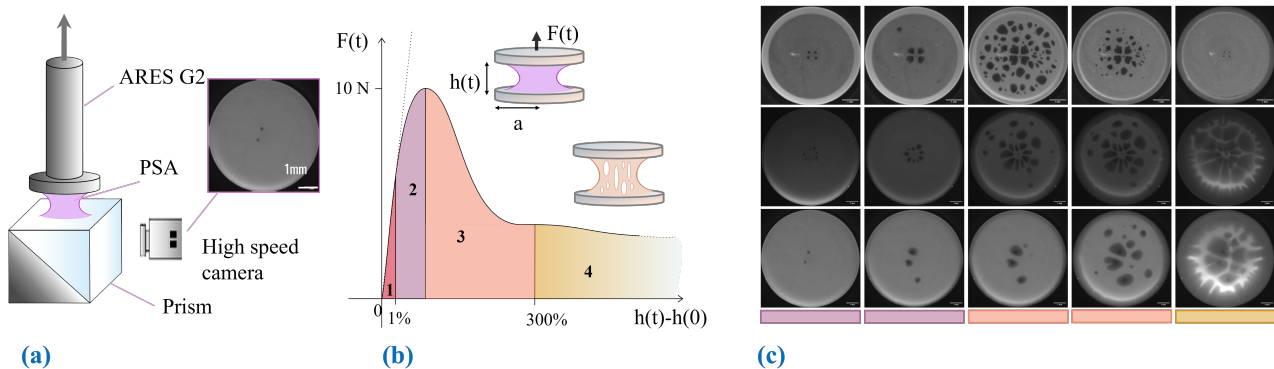 ARES G2
PSA
1mm
High speed
camera
Prism
(a)
F(t)
10 N
F(t)
h(t)
a
1
2
3
4
0
1%
300%
h(t)-h(0)
(b)
(c)